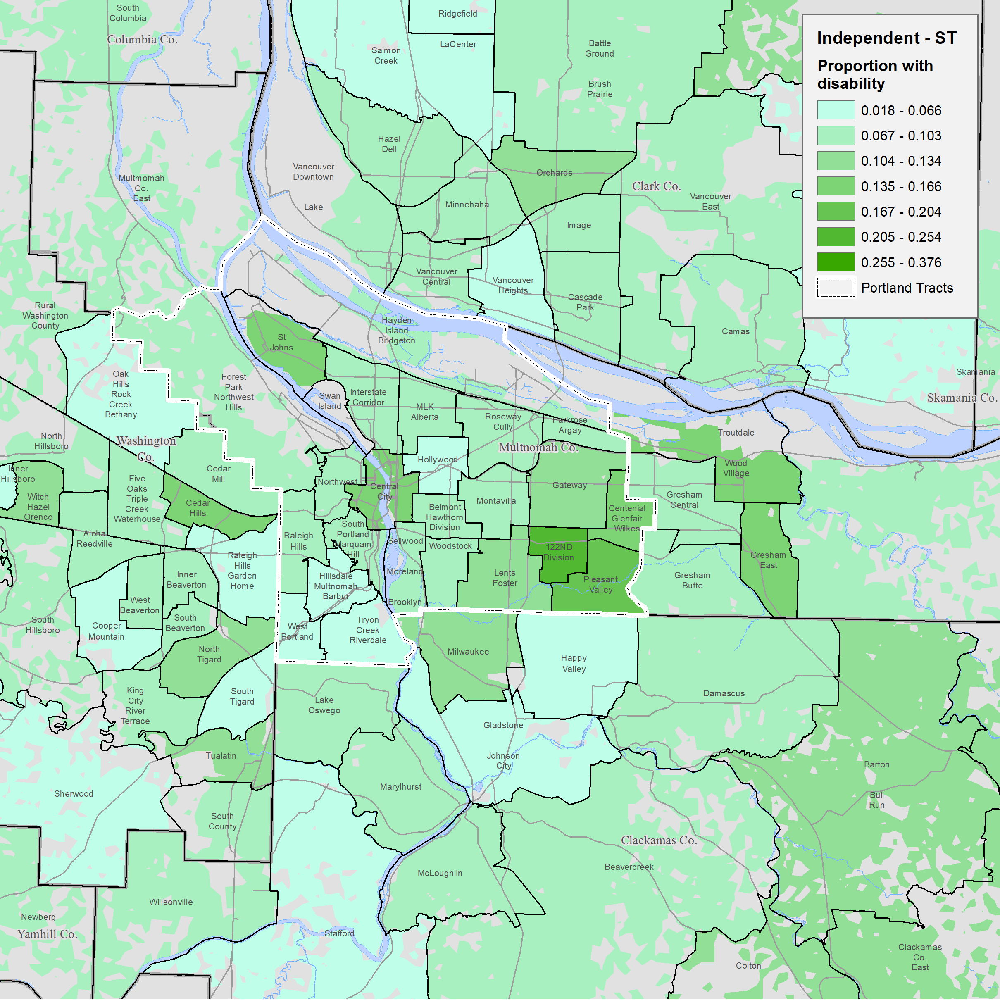 South
Columbia
Columbia Co.
Ridgefield
LaCenter
Salmon
Creek
Battle
Ground
Brush
Prairie
Independent - ST
Proportion with
disability
0.018 - 0.066
0.067 - 0.103
0.104 - 0.134
0.135 - 0.166
0.167 - 0.204
0.205 - 0.254
0.255 - 0.376
Portland Tracts
Hazel
Dell
Vancouver
Downtown
Orchards
Multmomah
Co.
East
Clark Co.
Vancouver
East
Lake
Minnehaha
Image
Vancouver
Central
Vancouver
Heights
Cascade
Park
Rural
Washington
County
Hayden
Island
Bridgeton
Camas
St
Johns
Skamania
Skamania Co.
Oak
Hills
Rock
Creek
Bethany
Forest
Park
Northwest
Hills
Swan
Island
Interstate
Corridor
MLK
Alberta
Roseway
Cully
Parkrose
Argay
Troutdale
North
Hillsboro
Washington
Co.
Multnomah Co.
Hollywood
Wood
Village
Inner
Hillsboro
Cedar
Mill
Five
Oaks
Triple
Creek
Waterhouse
Northwest
Central
City
Gateway
Witch
Hazel
Orenco
Cedar
Hills
Montavilla
Gresham
Central
Belmont
Hawthorn
Division
Centenial
Glenfair
Wilkes
Aloha
Reedville
Raleigh
Hills
South
Portland
Marquam
Hill
Sellwood
Woodstock
122ND
Division
Gresham
East
Raleigh
Hills
Garden
Home
Inner
Beaverton
Hillsdale
Multnomah
Barbur
Moreland
Lents
Foster
Pleasant
Valley
Gresham
Butte
West
Beaverton
Brooklyn
South
Hillsboro
Cooper
Mountain
South
Beaverton
West
Portland
Tryon
Creek
Riverdale
North
Tigard
Milwaukee
Happy
Valley
King
City
River
Terrace
South
Tigard
Lake
Oswego
Damascus
Gladstone
Tualatin
Johnson
City
Barton
Sherwood
Marylhurst
Bull
Run
South
County
Clackamas Co.
Beavercreek
McLoughlin
Willsonville
Newberg
Yamhill Co.
Stafford
Clackamas
Co.
East
Colton